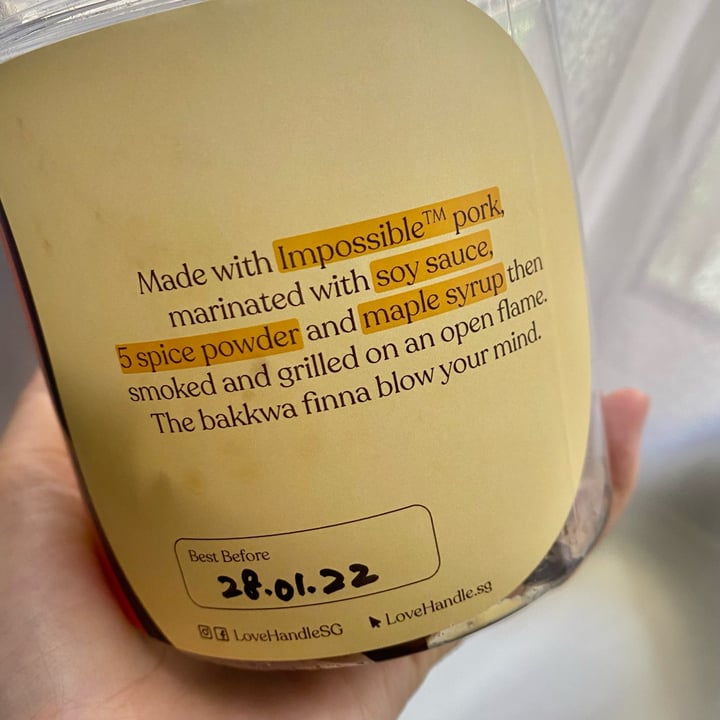 Made with Impossible™ pork,
marinated with soy sauce,
5 spice powder and maple syrup then
smoked and grilled on an open flame.
The bakkwa finna blow your mind.
Best Before
28.01.22
LoveHandleSG
LoveHandle.sg